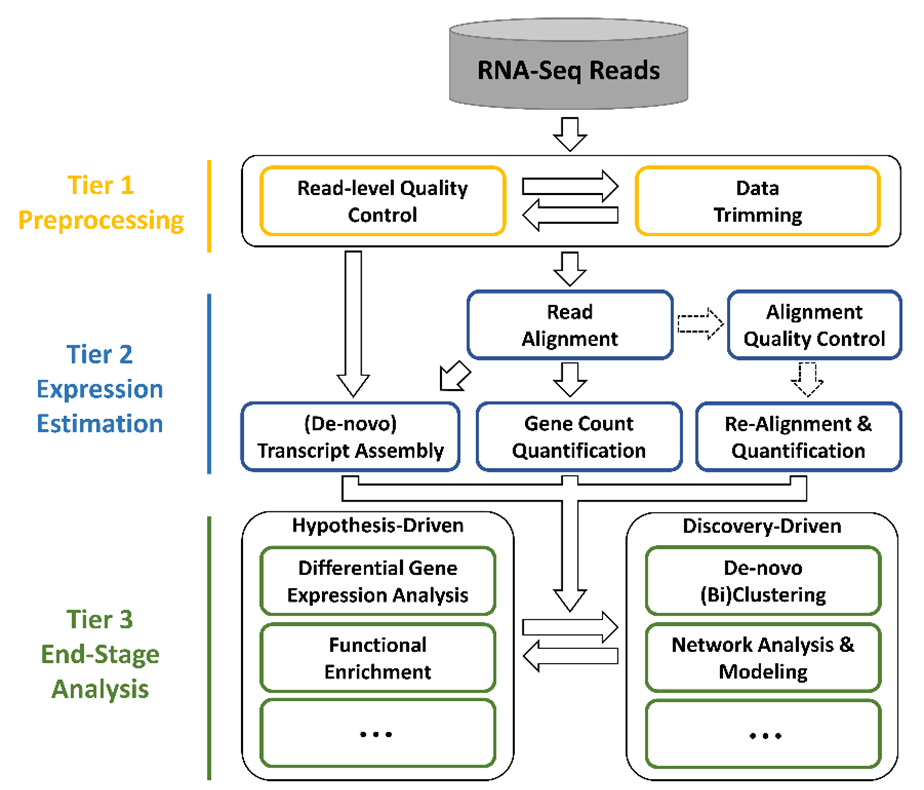 RNA-Seq Reads
Tier 1
Preprocessing
Read-level Quality
Control
Data
Trimming
Tier 2
Expression
Estimation
Read
Alignment
Alignment
Quality Control
(De-novo)
Transcript Assembly
Gene Count
Quantification
Re-Alignment &
Quantification
Tier 3
End-Stage
Analysis
Hypothesis-Driven
Differential Gene
Expression Analysis
Functional
Enrichment
...
Discovery-Driven
De-novo
(Bi)Clustering
Network Analysis &
Modeling
...